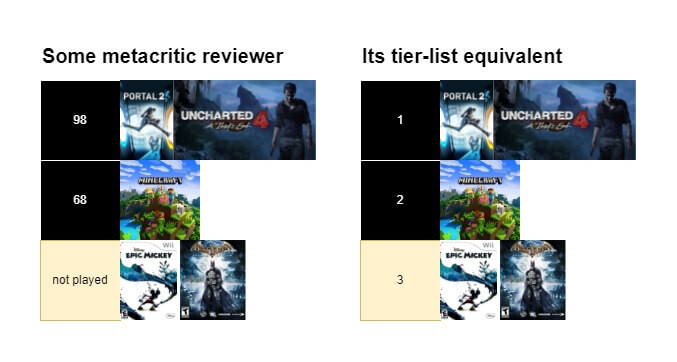 Some metacritic reviewer
Its tier-list equivalent
98
PORTAL 2
UNCHARTED 4
A Thief's End
1
PORTAL 2
UNCHARTED 4
A Thief's End
68
MINECRAFT
2
MINECRAFT
not played
Wii
Disney
EPIC MICKEY
3
Wii
Disney
EPIC MICKEY